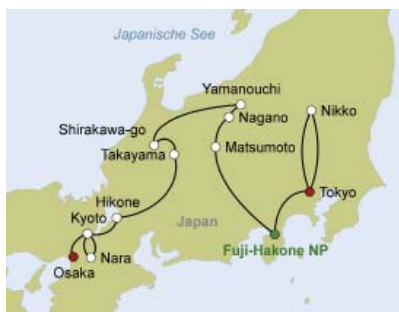 Japanische See
Yamanouchi
Nagano
Nikko
Shirakawa-go
Takayama
Matsumoto
Hikone
Tokyo
Kyoto
Japan
Fuji-Hakone NP
Osaka
Nara